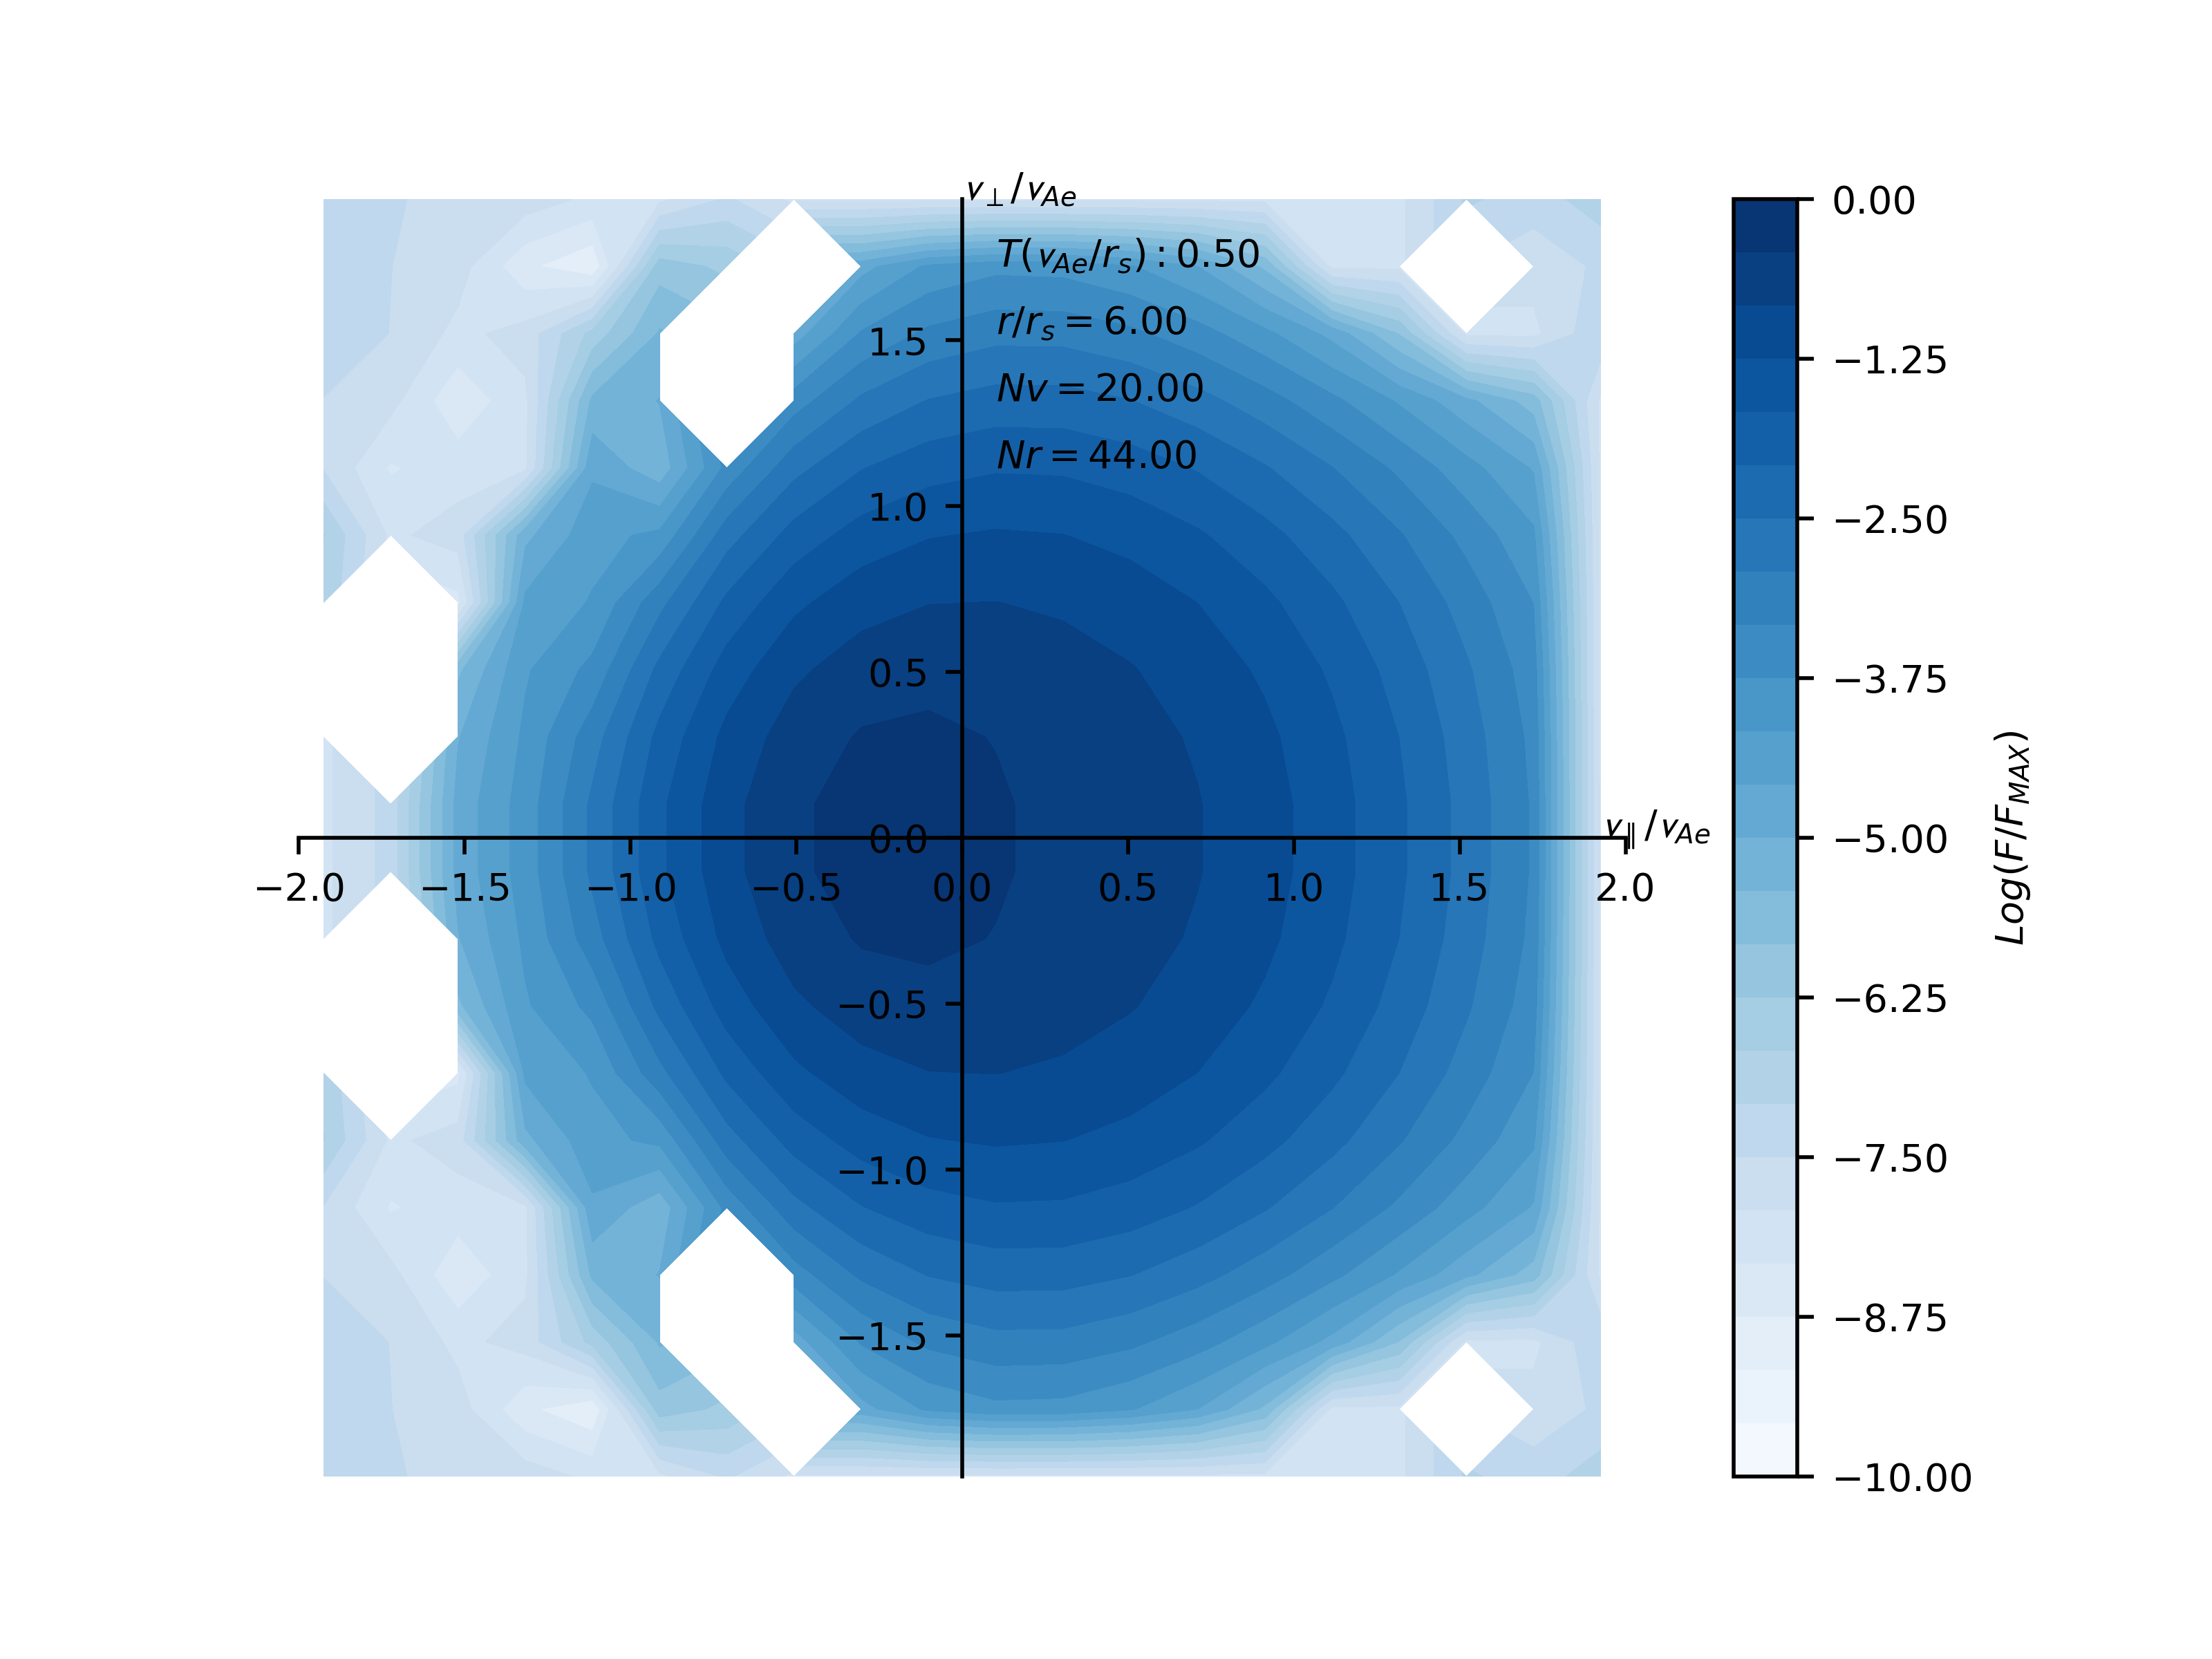 v⊥/vAe
T(vAe/rs) : 0.50
r/rs = 6.00
Nv = 20.00
Nr = 44.00
1.5
1.0
0.5
0.0
−0.5
−1.0
−1.5
−2.0 −1.5 −1.0 −0.5 0.0 0.5 1.0 1.5 2.0
v∥/vAe
0.00
−1.25
−2.50
−3.75
−5.00
−6.25
−7.50
−8.75
−10.00
Log(F/FMAX)